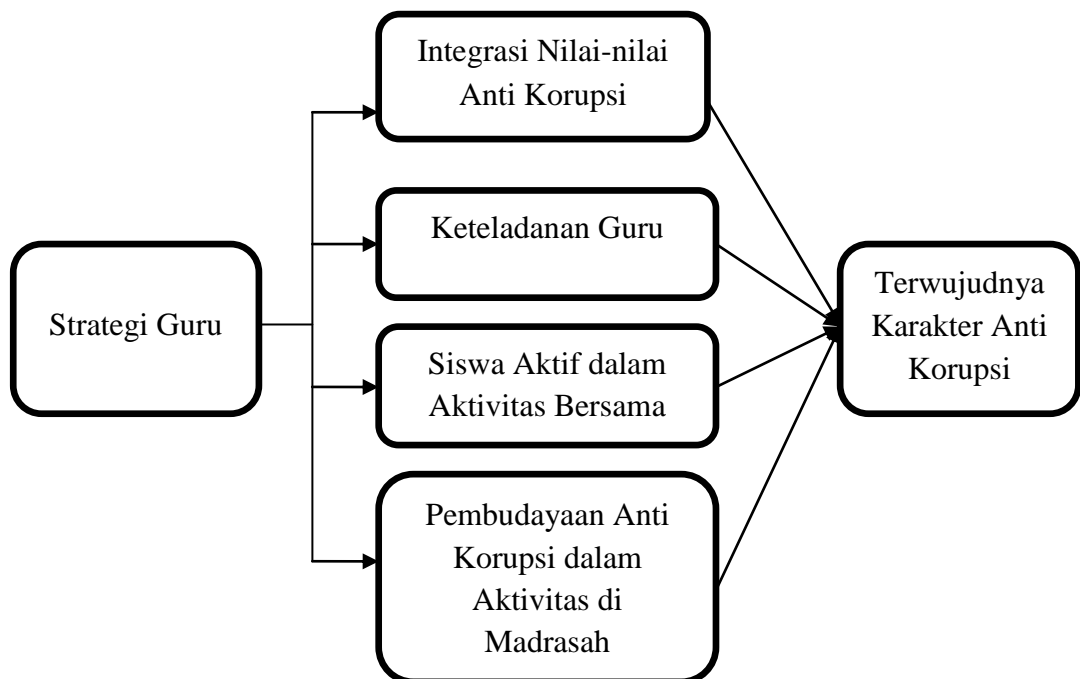 Strategi Guru
Integrasi Nilai-nilai
Anti Korupsi
Keteladanan Guru
Siswa Aktif dalam
Aktivitas Bersama
Pembudayaan Anti
Korupsi dalam
Aktivitas di
Madrasah
Terwujudnya
Karakter Anti
Korupsi